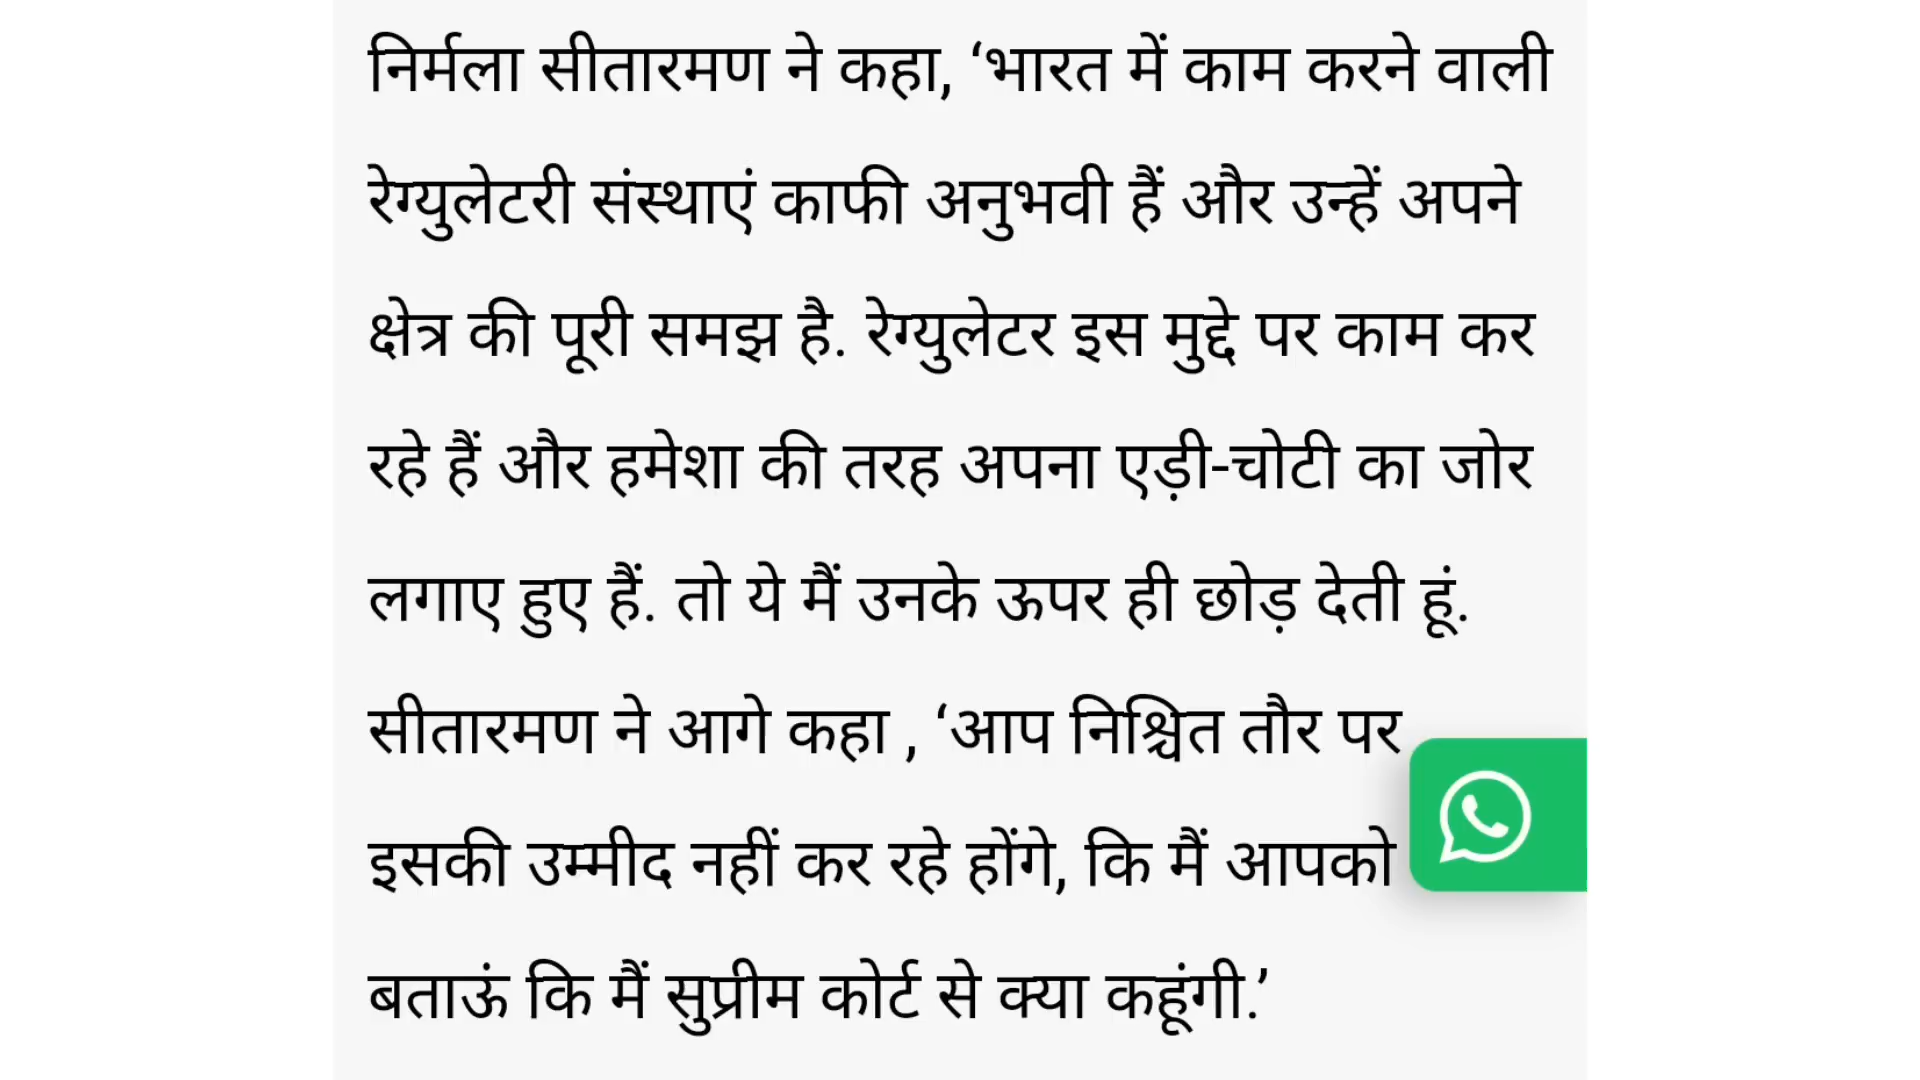 निर्मला सीतारमण ने कहा, ‘भारत में काम करने वाली
रेग्युलेटरी संस्थाएं काफी अनुभवी हैं और उन्हें अपने
क्षेत्र की पूरी समझ है. रेग्युलेटर इस मुद्दे पर काम कर
रहे हैं और हमेशा की तरह अपना एड़ी-चोटी का जोर
लगाए हुए हैं. तो ये मैं उनके ऊपर ही छोड़ देती हूं.
सीतारमण ने आगे कहा , ‘आप निश्चित तौर पर
इसकी उम्मीद नहीं कर रहे होंगे, कि मैं आपको
बताऊं कि मैं सुप्रीम कोर्ट से क्या कहूंगी.’